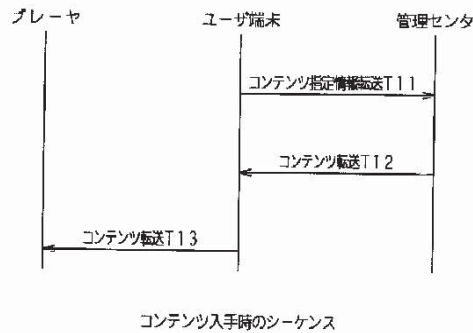 プレーヤ
ユーザ端末
管理センタ
コンテンツ指定情報転送T11
コンテンツ転送T12
コンテンツ転送T13
コンテンツ入手時のシーケンス